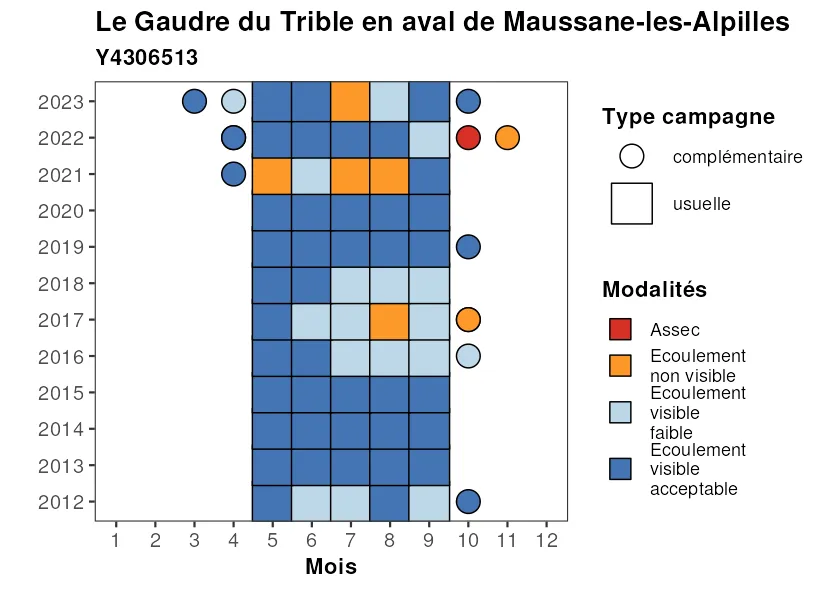 Le Gaudre du Trible en aval de Maussane-les-Alpilles
Y4306513
2023
2022
2021
2020
2019
2018
2017
2016
2015
2014
2013
2012
1 2 3 4 5 6 7 8 9 10 11 12
Mois
Type campagne
complémentaire
usuelle
Modalités
Assec
Ecoulement
non visible
Ecoulement
visible
faible
Ecoulement
visible
acceptable